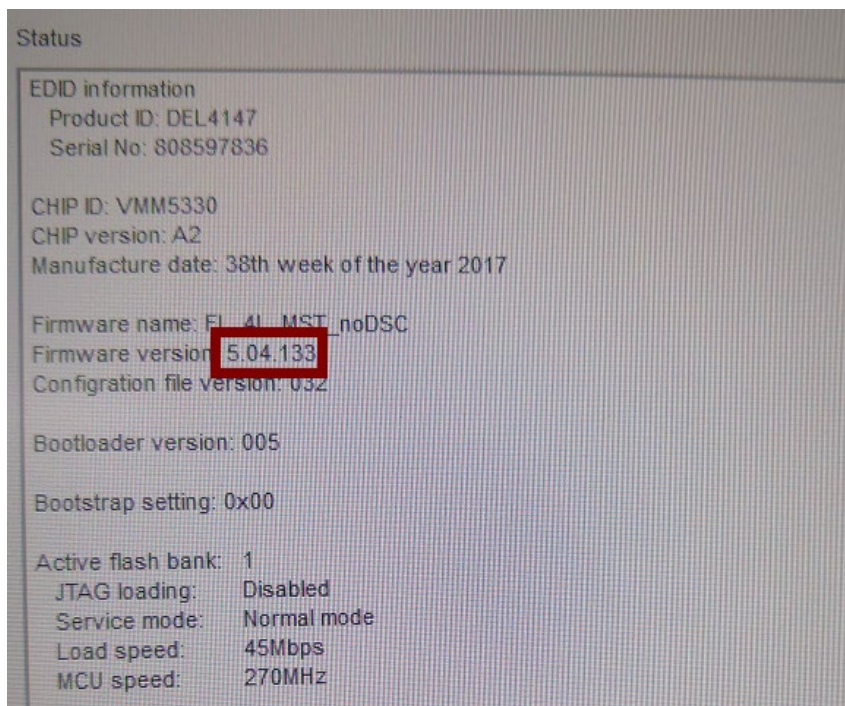 Status
EDID information
Product ID: DEL4147
Serial No: 808597836
CHIP ID: VMM5330
CHIP version: A2
Manufacture date: 38th week of the year 2017
Firmware name: FL_4L_MST_noDSC
Firmware version: 5.04.133
Configration file version: 032
Bootloader version: 005
Bootstrap setting: 0x00
Active flash bank: 1
JTAG loading: Disabled
Service mode: Normal mode
Load speed: 45Mbps
MCU speed: 270MHz